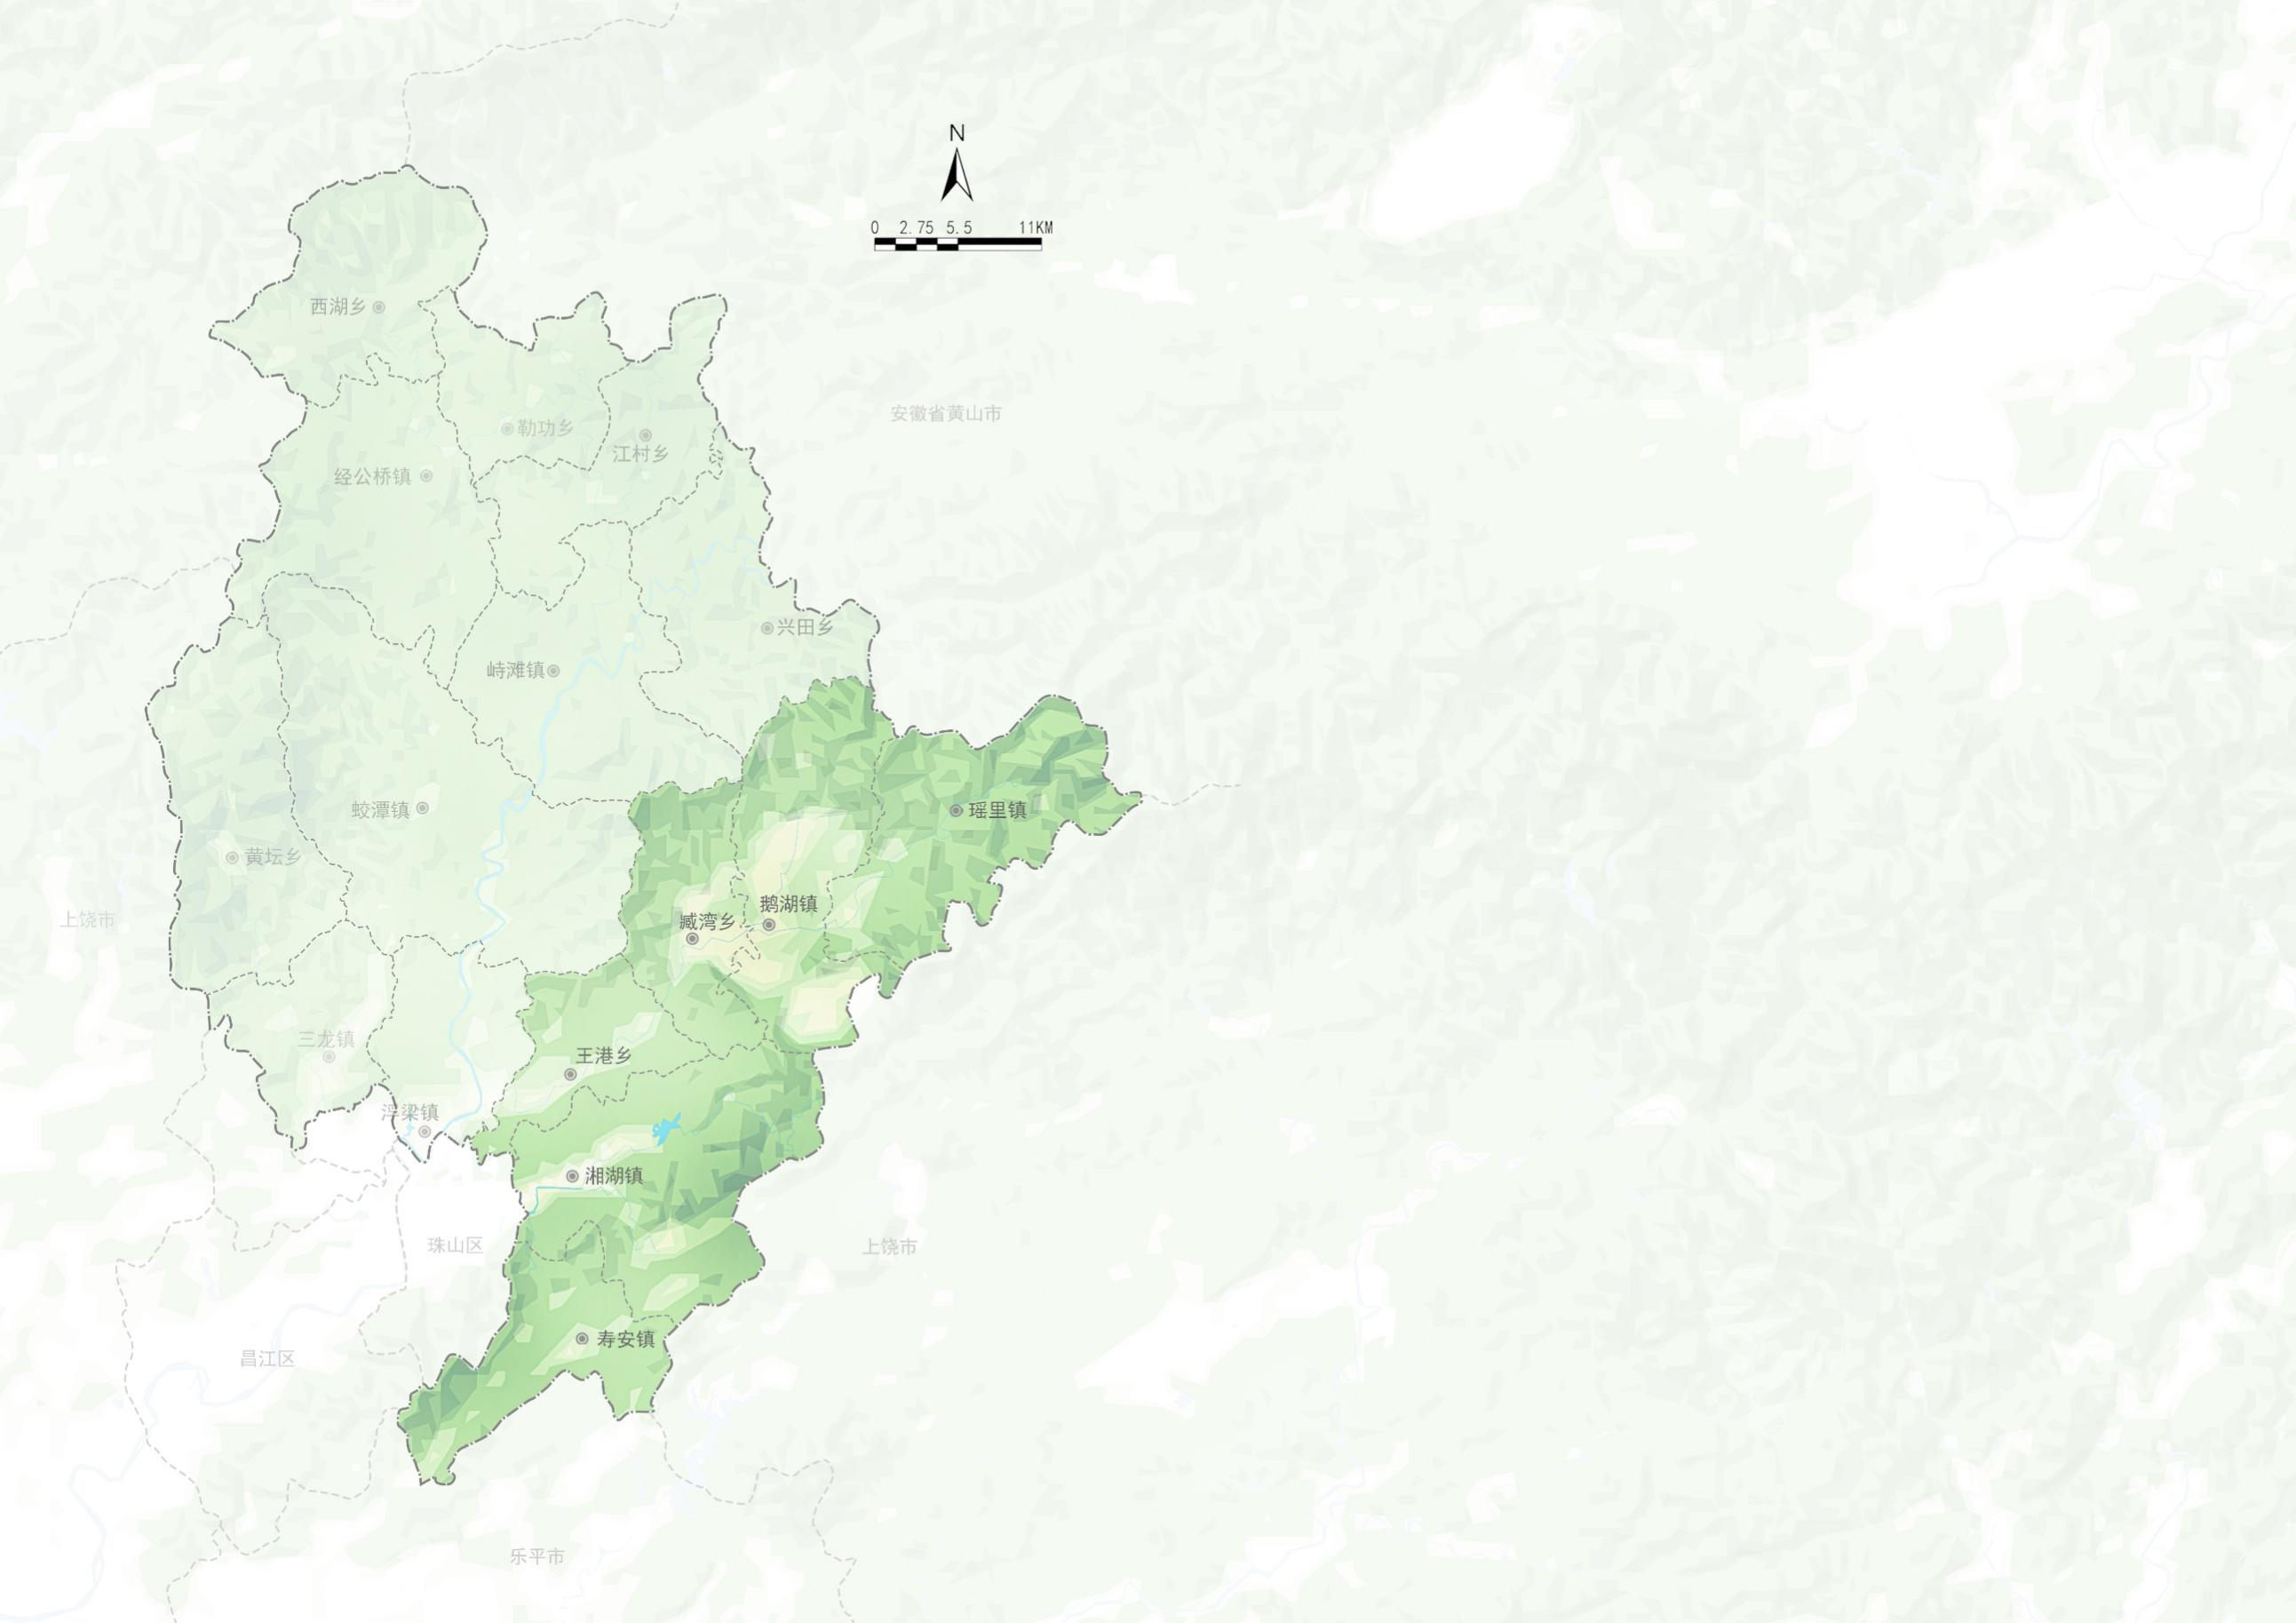 N
0 2.75 5.5 11KM
西湖乡
安徽省黄山市
勒功乡
江村乡
经公桥镇
兴田乡
峙滩镇
蛟潭镇
瑶里镇
黄坛乡
鹅湖镇
上饶市
臧湾乡
三龙镇
王港乡
浮梁镇
湘湖镇
珠山区
上饶市
寿安镇
昌江区
乐平市